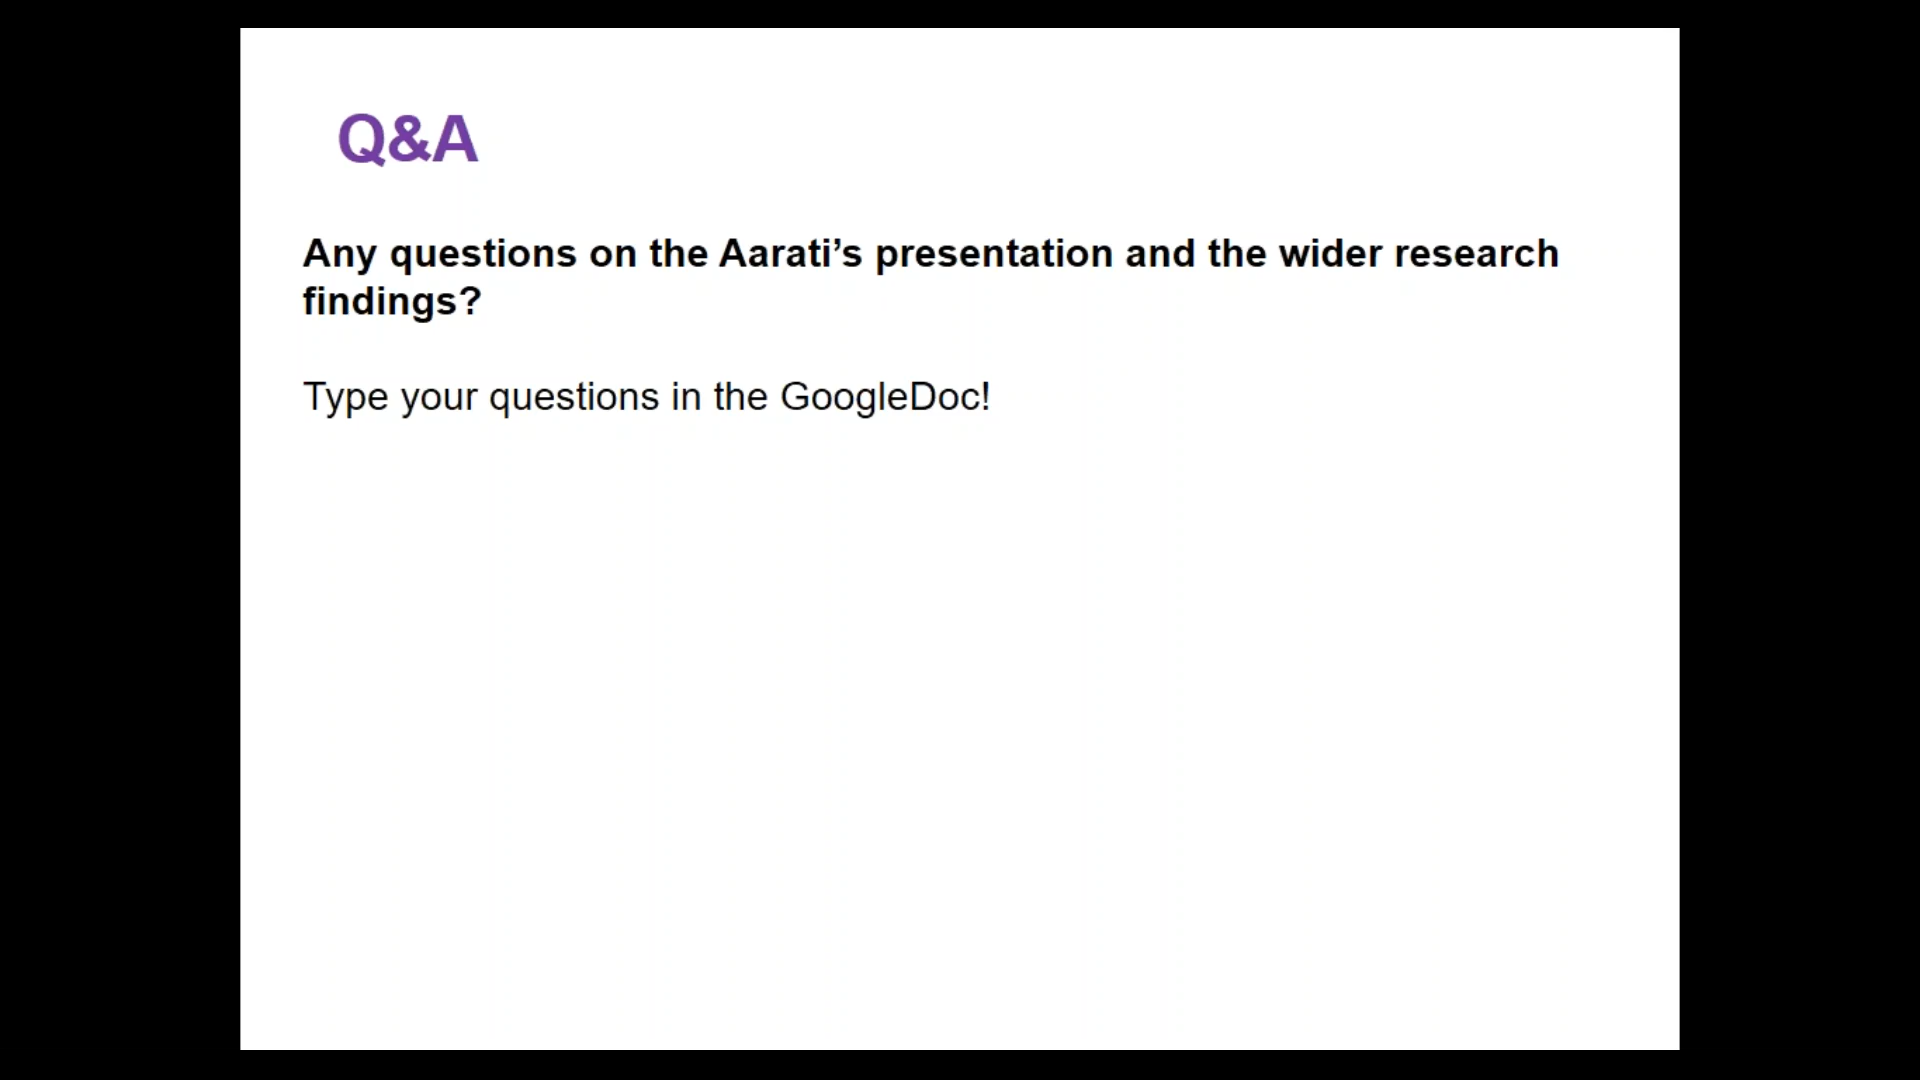 Q&A
Any questions on the Aarati’s presentation and the wider research
findings?
Type your questions in the GoogleDoc!